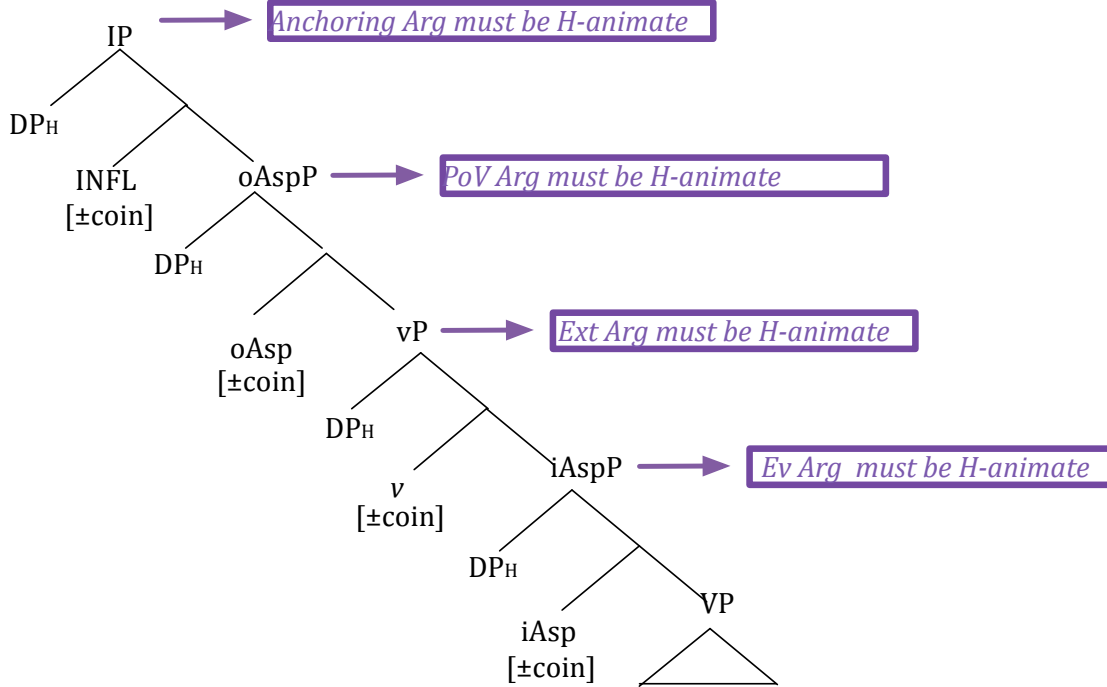 IP
Anchoring Arg must be H-animate
DPH
INFL
[±coin]
oAspP
PoV Arg must be H-animate
DPH
oAsp
[±coin]
vP
Ext Arg must be H-animate
DPH
v
[±coin]
iAspP
Ev Arg must be H-animate
DPH
iAsp
[±coin]
VP